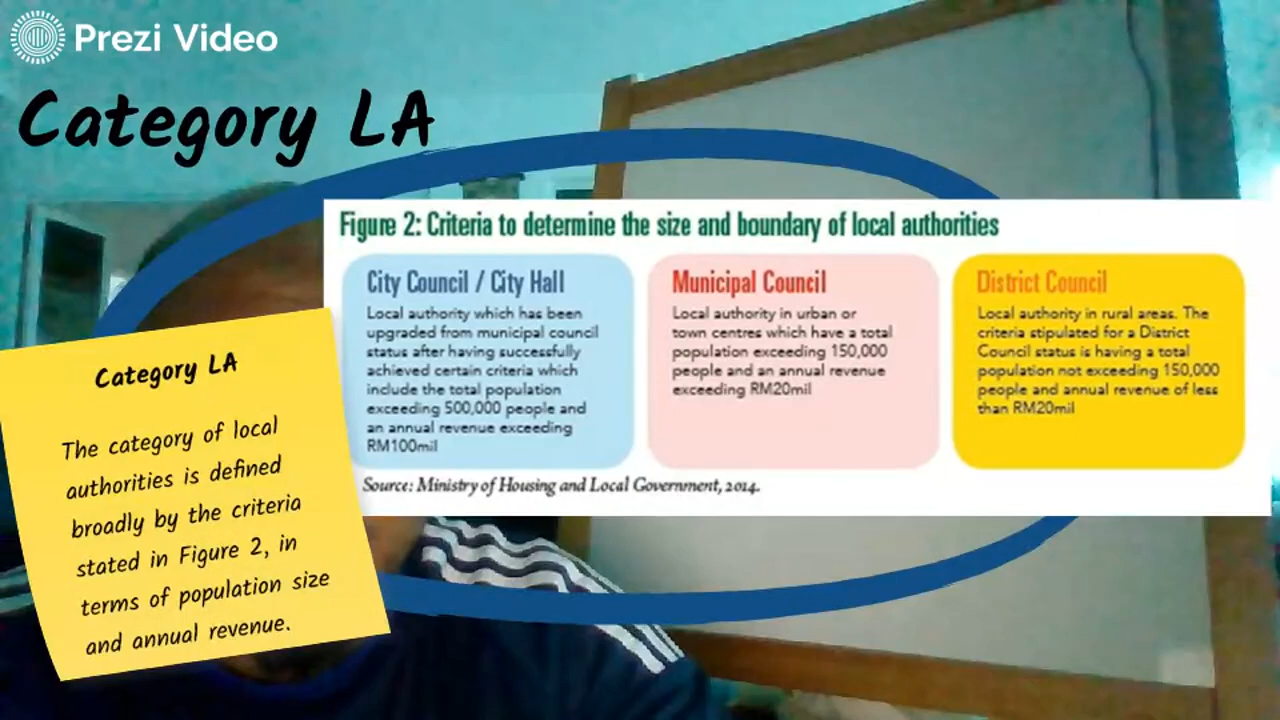 Prezi Video
Category LA
Figure 2: Criteria to determine the size and boundary of local authorities
City Council / City Hall
Local authority which has been
upgraded from municipal council
status after having successfully
achieved certain criteria which
include the total population
exceeding 500,000 people and
an annual revenue exceeding
RM100mil
Municipal Council
Local authority in urban or
town centres which have a total
population exceeding 150,000
people and an annual revenue
exceeding RM20mil
District Council
Local authority in rural areas. The
criteria stipulated for a District
Council status is having a total
population not exceeding 150,000
people and annual revenue of less
than RM20mil
Source: Ministry of Housing and Local Government, 2014.
Category LA
The category of local
authorities is defined
broadly by the criteria
stated in Figure 2, in
terms of population size
and annual revenue.